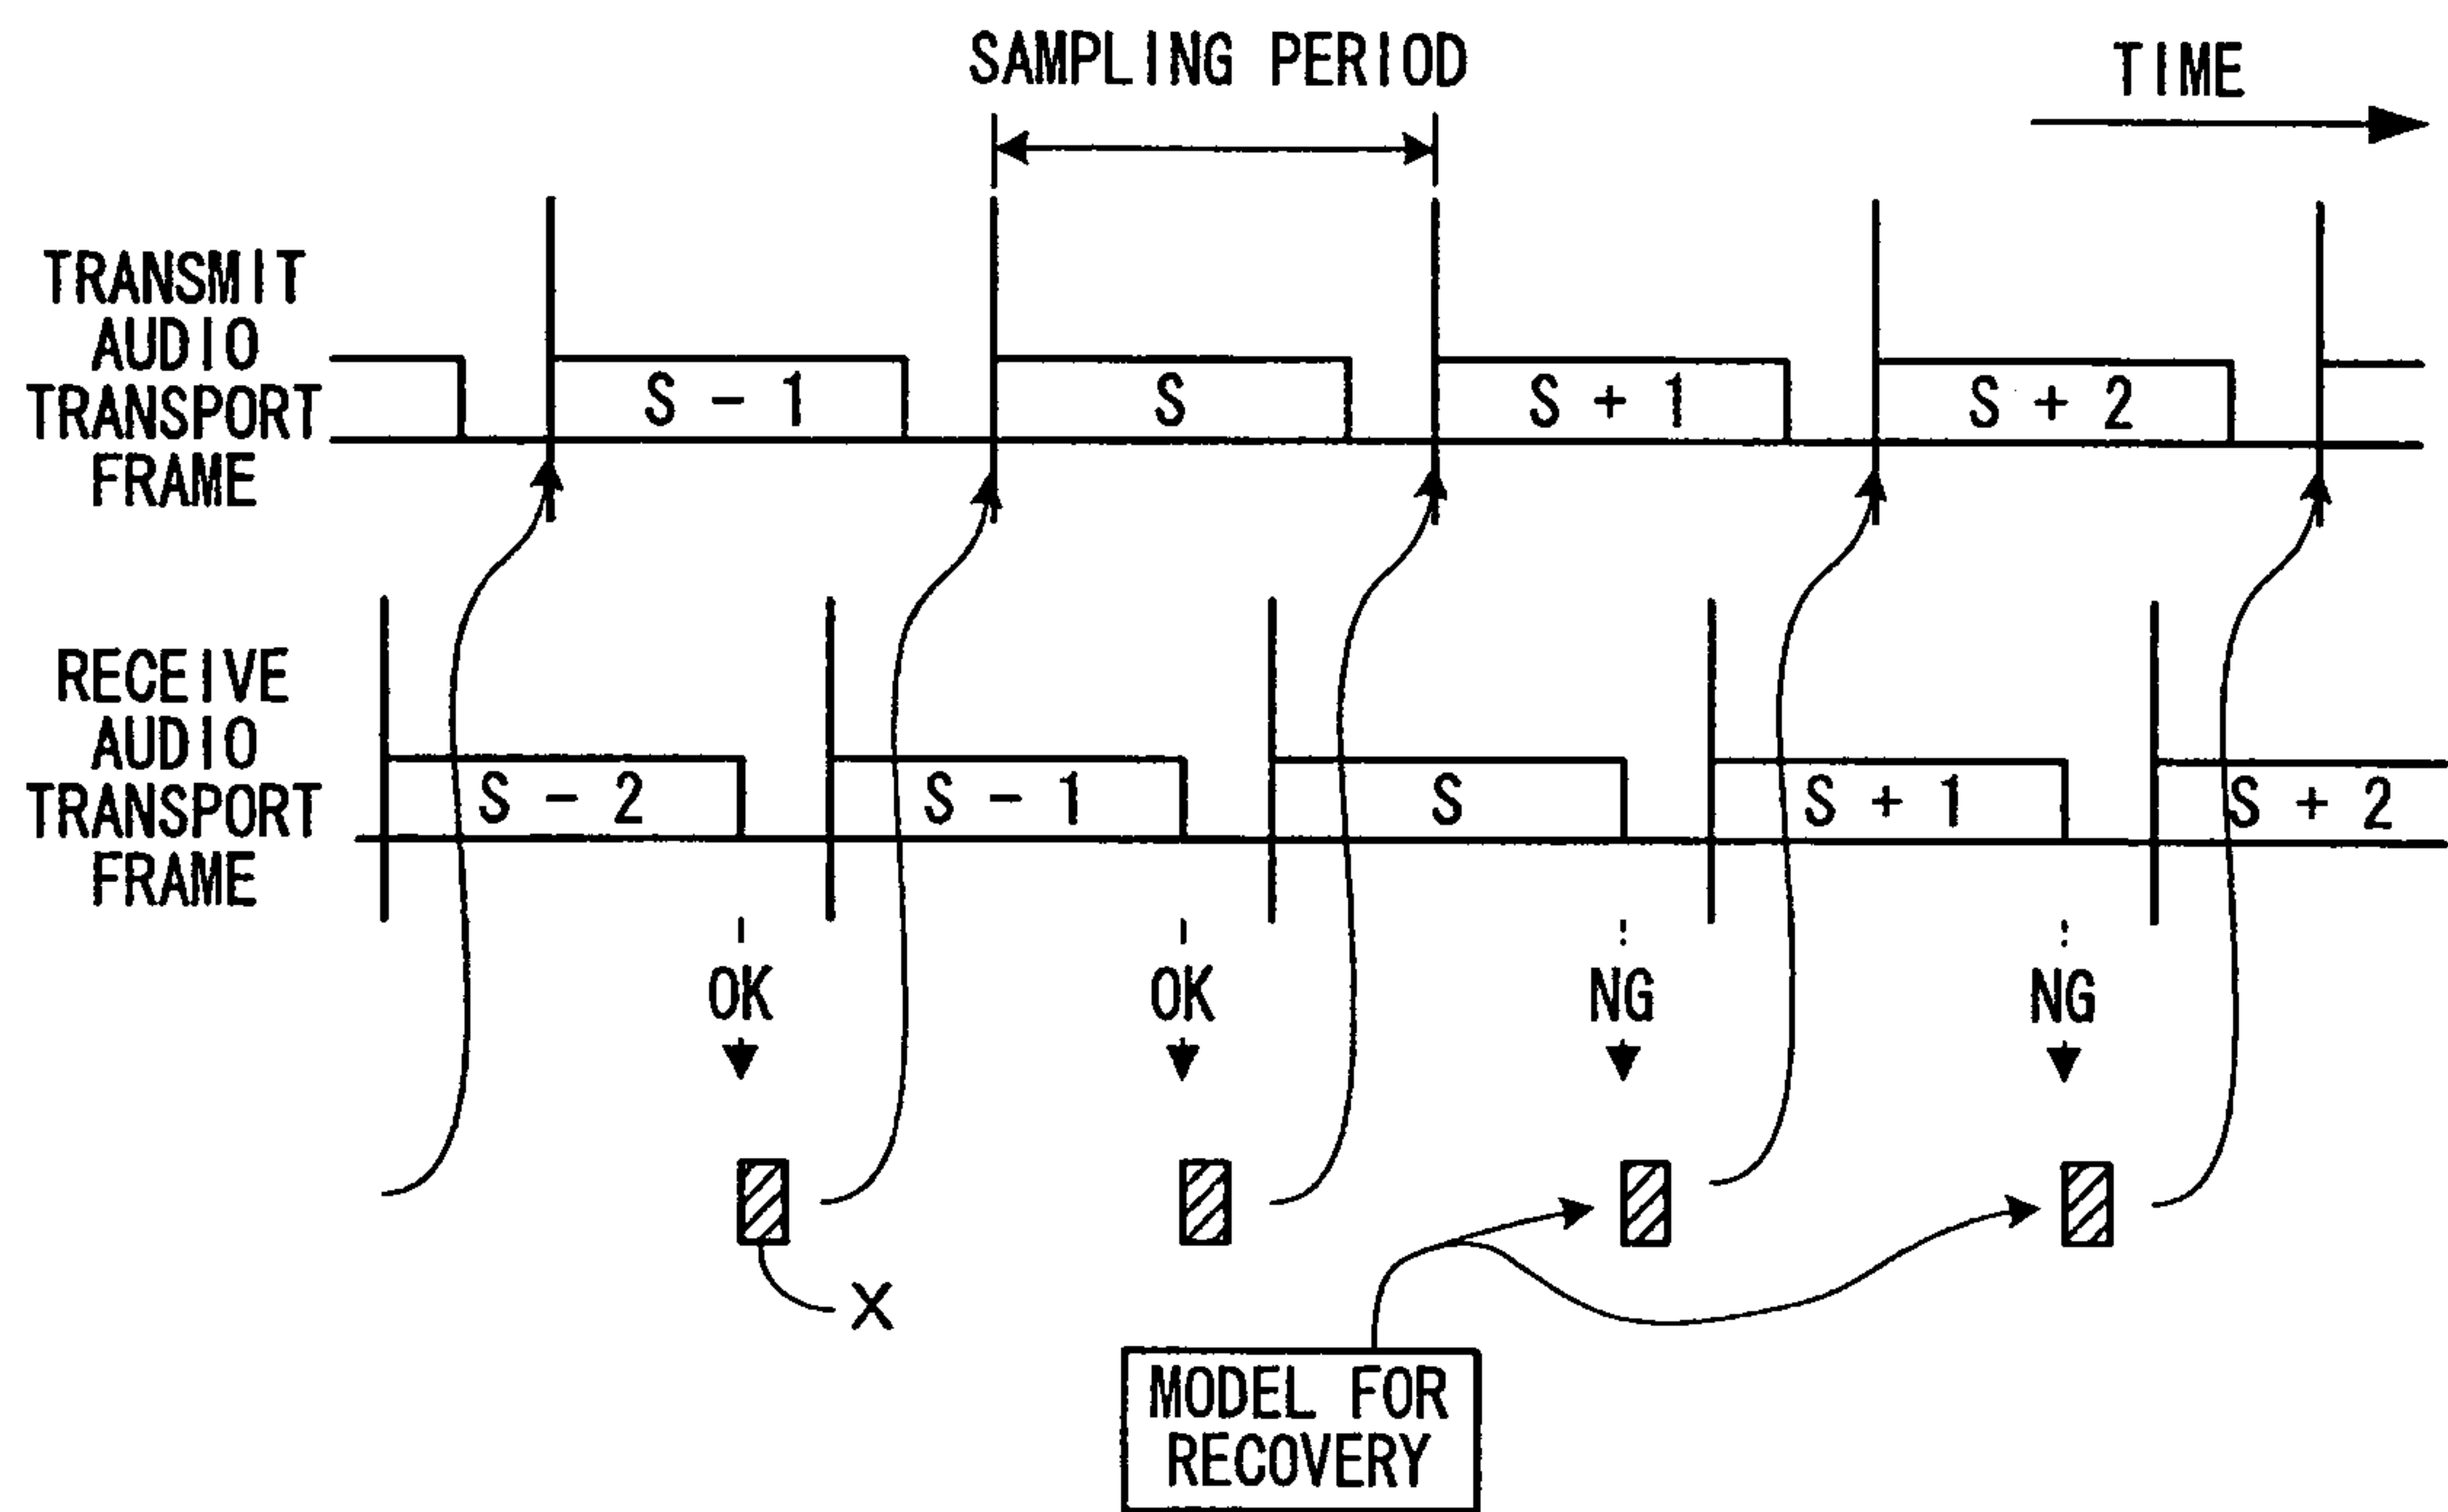 SAMPLING PERIOD
TIME
TRANSMIT
AUDIO
TRANSPORT
FRAME
S - 1
S
S + 1
S + 2
RECEIVE
AUDIO
TRANSPORT
FRAME
S - 2
S - 1
S
S + 1
S + 2
OK
OK
NG
NG
X
MODEL FOR
RECOVERY